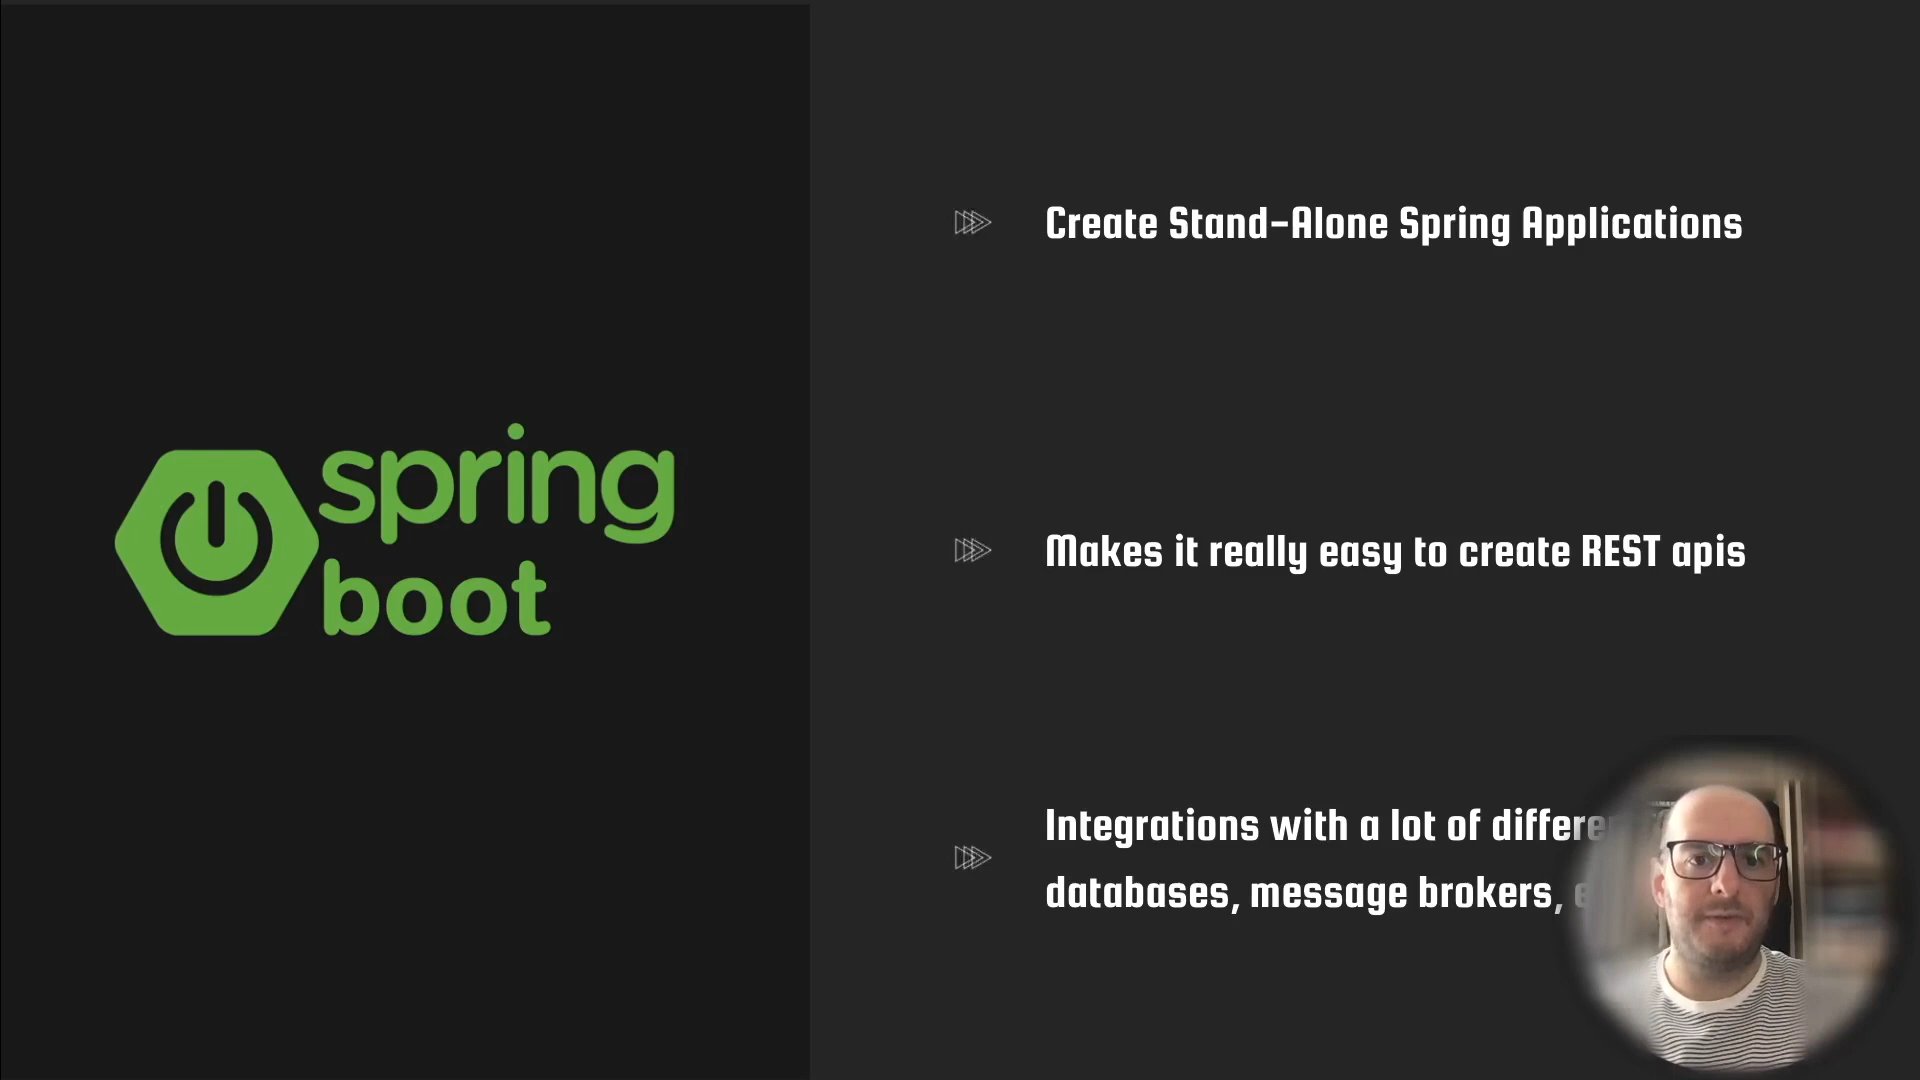 spring
boot
Create Stand-Alone Spring Applications
Makes it really easy to create REST apis
Integrations with a lot of
databases, message brokers,